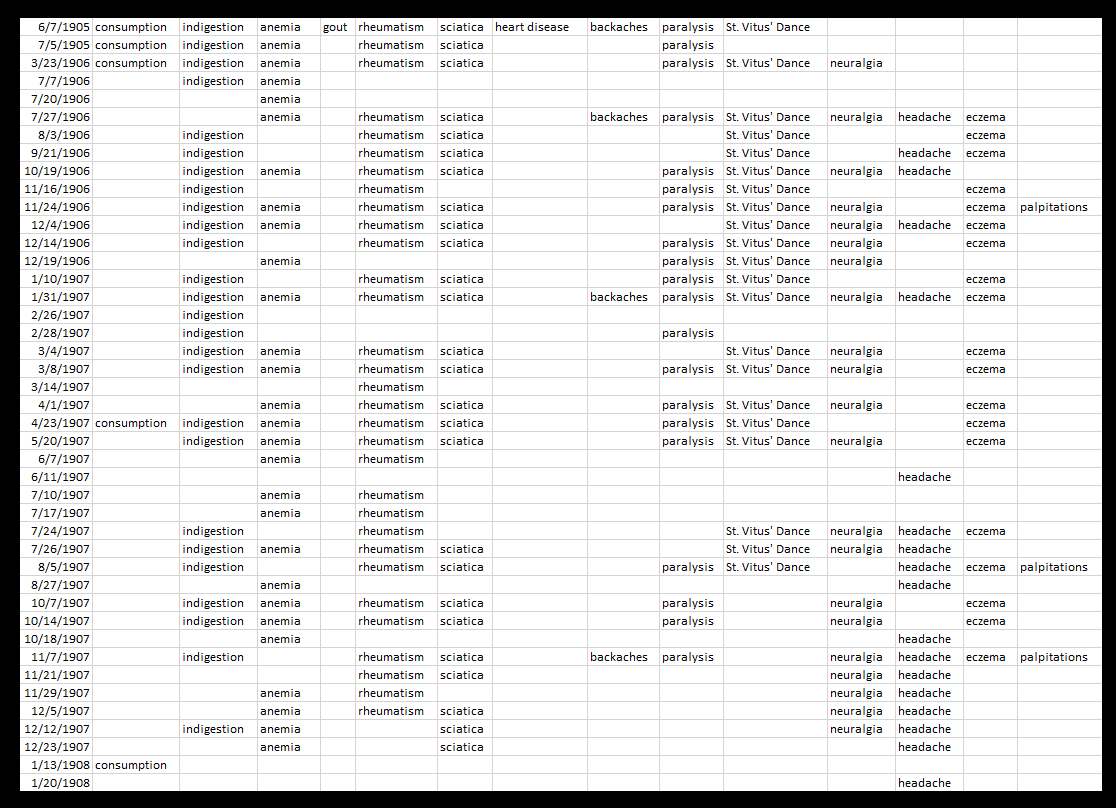 6/7/1905 consumption indigestion anemia gout rheumatism sciatica heart disease backaches paralysis St. Vitus' Dance
7/5/1905 consumption indigestion anemia rheumatism sciatica paralysis
3/23/1906 consumption indigestion anemia rheumatism sciatica paralysis St. Vitus' Dance neuralgia
7/7/1906 indigestion anemia
7/20/1906 anemia
7/27/1906 anemia rheumatism sciatica backaches paralysis St. Vitus' Dance neuralgia headache eczema
8/3/1906 indigestion rheumatism sciatica St. Vitus' Dance eczema
9/21/1906 indigestion rheumatism sciatica St. Vitus' Dance headache eczema
10/19/1906 indigestion anemia rheumatism sciatica paralysis St. Vitus' Dance neuralgia headache
11/16/1906 indigestion rheumatism paralysis St. Vitus' Dance eczema
11/24/1906 indigestion anemia rheumatism sciatica paralysis St. Vitus' Dance neuralgia eczema palpitations
12/4/1906 indigestion anemia rheumatism sciatica St. Vitus' Dance neuralgia headache eczema
12/14/1906 indigestion rheumatism sciatica paralysis St. Vitus' Dance neuralgia eczema
12/19/1906 anemia paralysis St. Vitus' Dance neuralgia
1/10/1907 indigestion rheumatism sciatica paralysis St. Vitus' Dance eczema
1/31/1907 indigestion anemia rheumatism sciatica backaches paralysis St. Vitus' Dance neuralgia headache eczema
2/26/1907 indigestion
2/28/1907 indigestion paralysis
3/4/1907 indigestion anemia rheumatism sciatica St. Vitus' Dance neuralgia eczema
3/8/1907 indigestion anemia rheumatism sciatica paralysis St. Vitus' Dance neuralgia eczema
3/14/1907 rheumatism
4/1/1907 anemia rheumatism sciatica paralysis St. Vitus' Dance neuralgia eczema
4/23/1907 consumption indigestion anemia rheumatism sciatica paralysis St. Vitus' Dance eczema
5/20/1907 indigestion anemia rheumatism sciatica paralysis St. Vitus' Dance neuralgia eczema
6/7/1907 anemia rheumatism
6/11/1907 headache
7/10/1907 anemia rheumatism
7/17/1907 anemia rheumatism
7/24/1907 indigestion rheumatism St. Vitus' Dance neuralgia headache eczema
7/26/1907 indigestion anemia rheumatism sciatica St. Vitus' Dance neuralgia headache
8/5/1907 indigestion rheumatism sciatica paralysis St. Vitus' Dance headache eczema palpitations
8/27/1907 anemia headache
10/7/1907 indigestion anemia rheumatism sciatica paralysis neuralgia eczema
10/14/1907 indigestion anemia rheumatism sciatica paralysis neuralgia eczema
10/18/1907 anemia headache
11/7/1907 indigestion rheumatism sciatica backaches paralysis neuralgia headache eczema palpitations
11/21/1907 rheumatism sciatica neuralgia headache
11/29/1907 anemia rheumatism neuralgia headache
12/5/1907 anemia rheumatism sciatica neuralgia headache
12/12/1907 indigestion anemia sciatica neuralgia headache
12/23/1907 anemia sciatica headache
1/13/1908 consumption
1/20/1908 headache